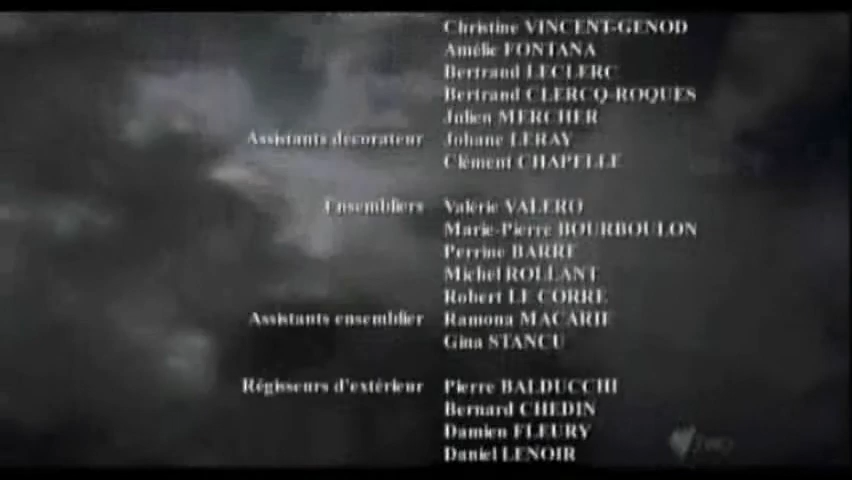 Christine VINCENT-GENOD
Amélie FONTANA
Bertrand LECLERC
Bertrand CLERCQ-ROQUES
Julien MERCHER
Assistants décorateur Johane LERAY
Clément CHAPELLE
Ensembliers Valérie VALERO
Marie-Pierre BOURBOULON
Perrine BARRE
Michel ROLLANT
Robert LE CORRE
Assistants ensemblier Ramona MACARIE
Gina STANCU
Régisseurs d'extérieur Pierre BALDUCCHI
Bernard CHEDIN
Damien FLEURY
Daniel LENOIR